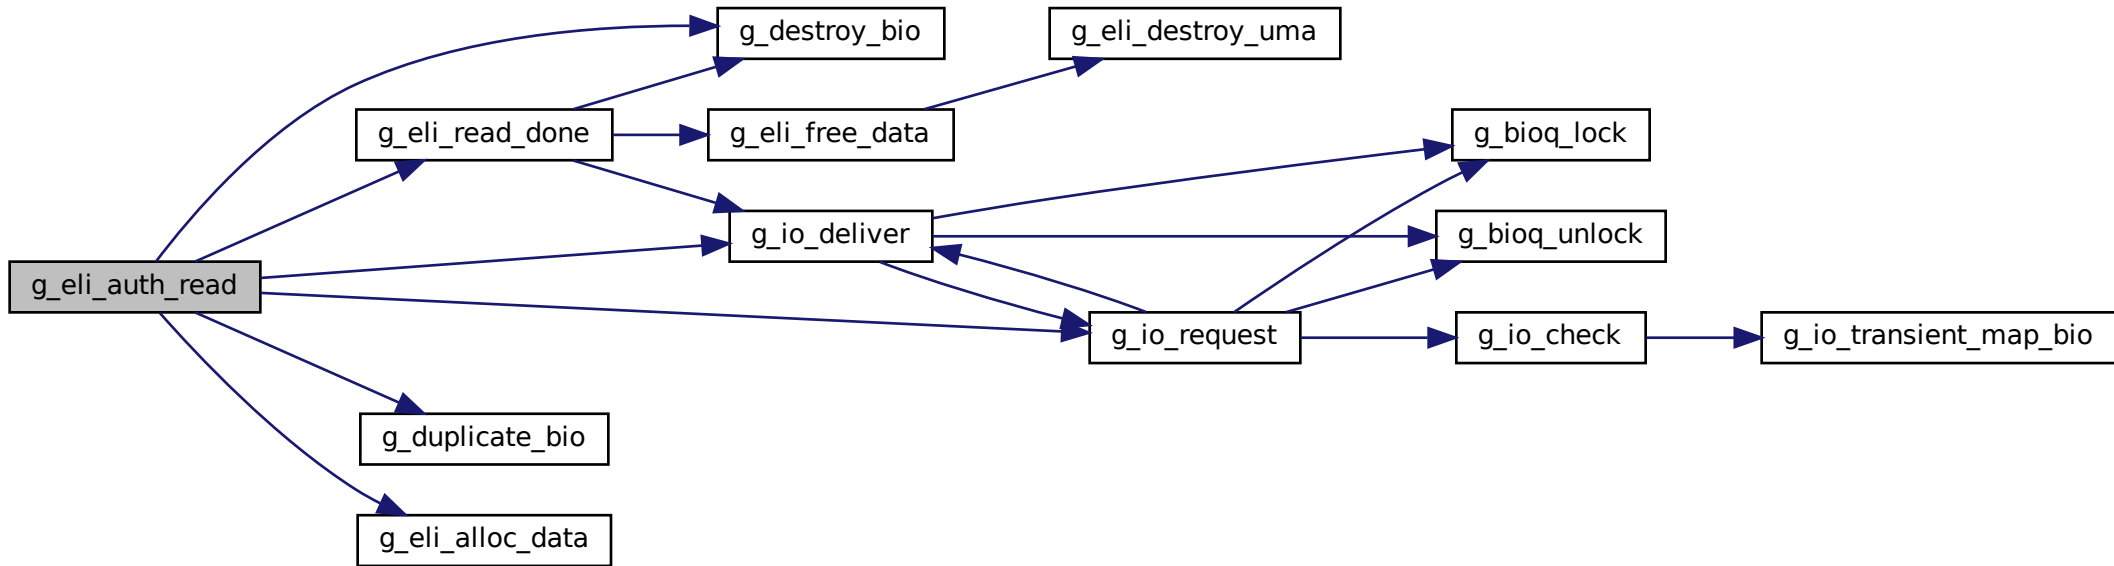 g_destroy_bio
g_eli_destroy_uma
g_eli_read_done
g_eli_free_data
g_bioq_lock
g_io_deliver
g_bioq_unlock
g_eli_auth_read
g_io_request
g_io_check
g_io_transient_map_bio
g_duplicate_bio
g_eli_alloc_data